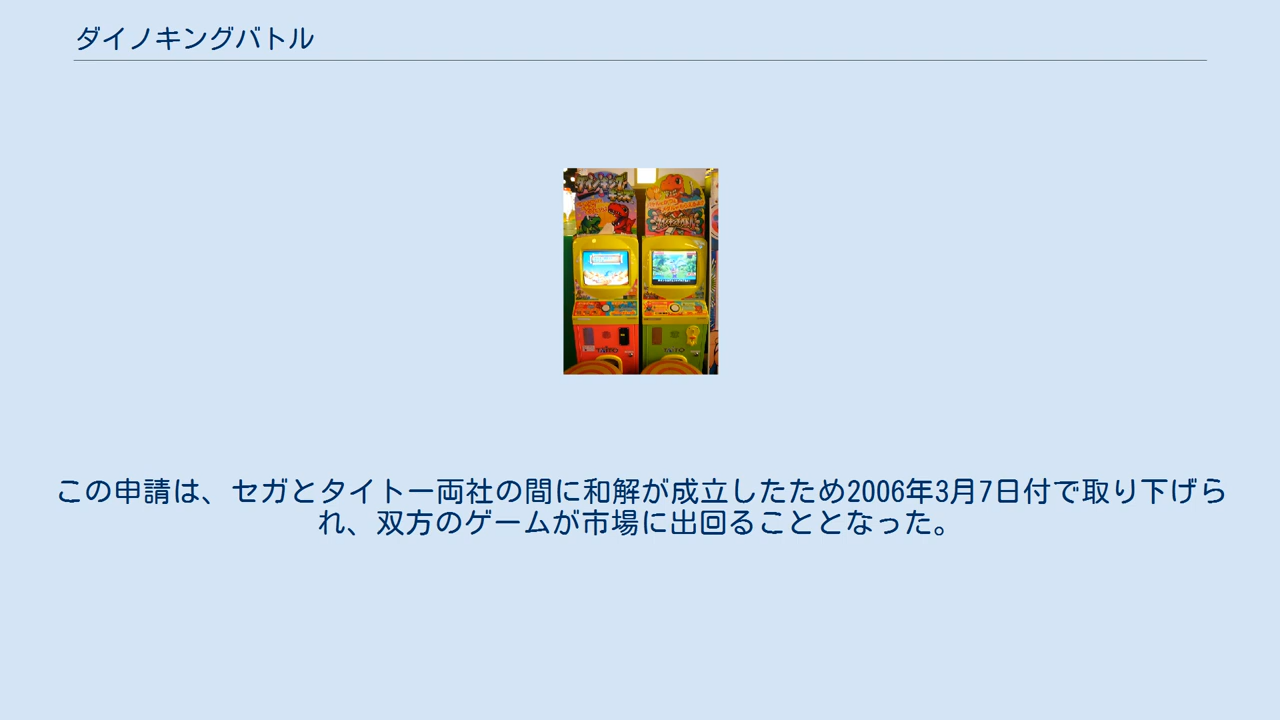 ダイノキングバトル
TAITO
TAITO
この申請は、セガとタイトー両社の間に和解が成立したため2006年3月7日付で取り下げら
れ、双方のゲームが市場に出回ることとなった。